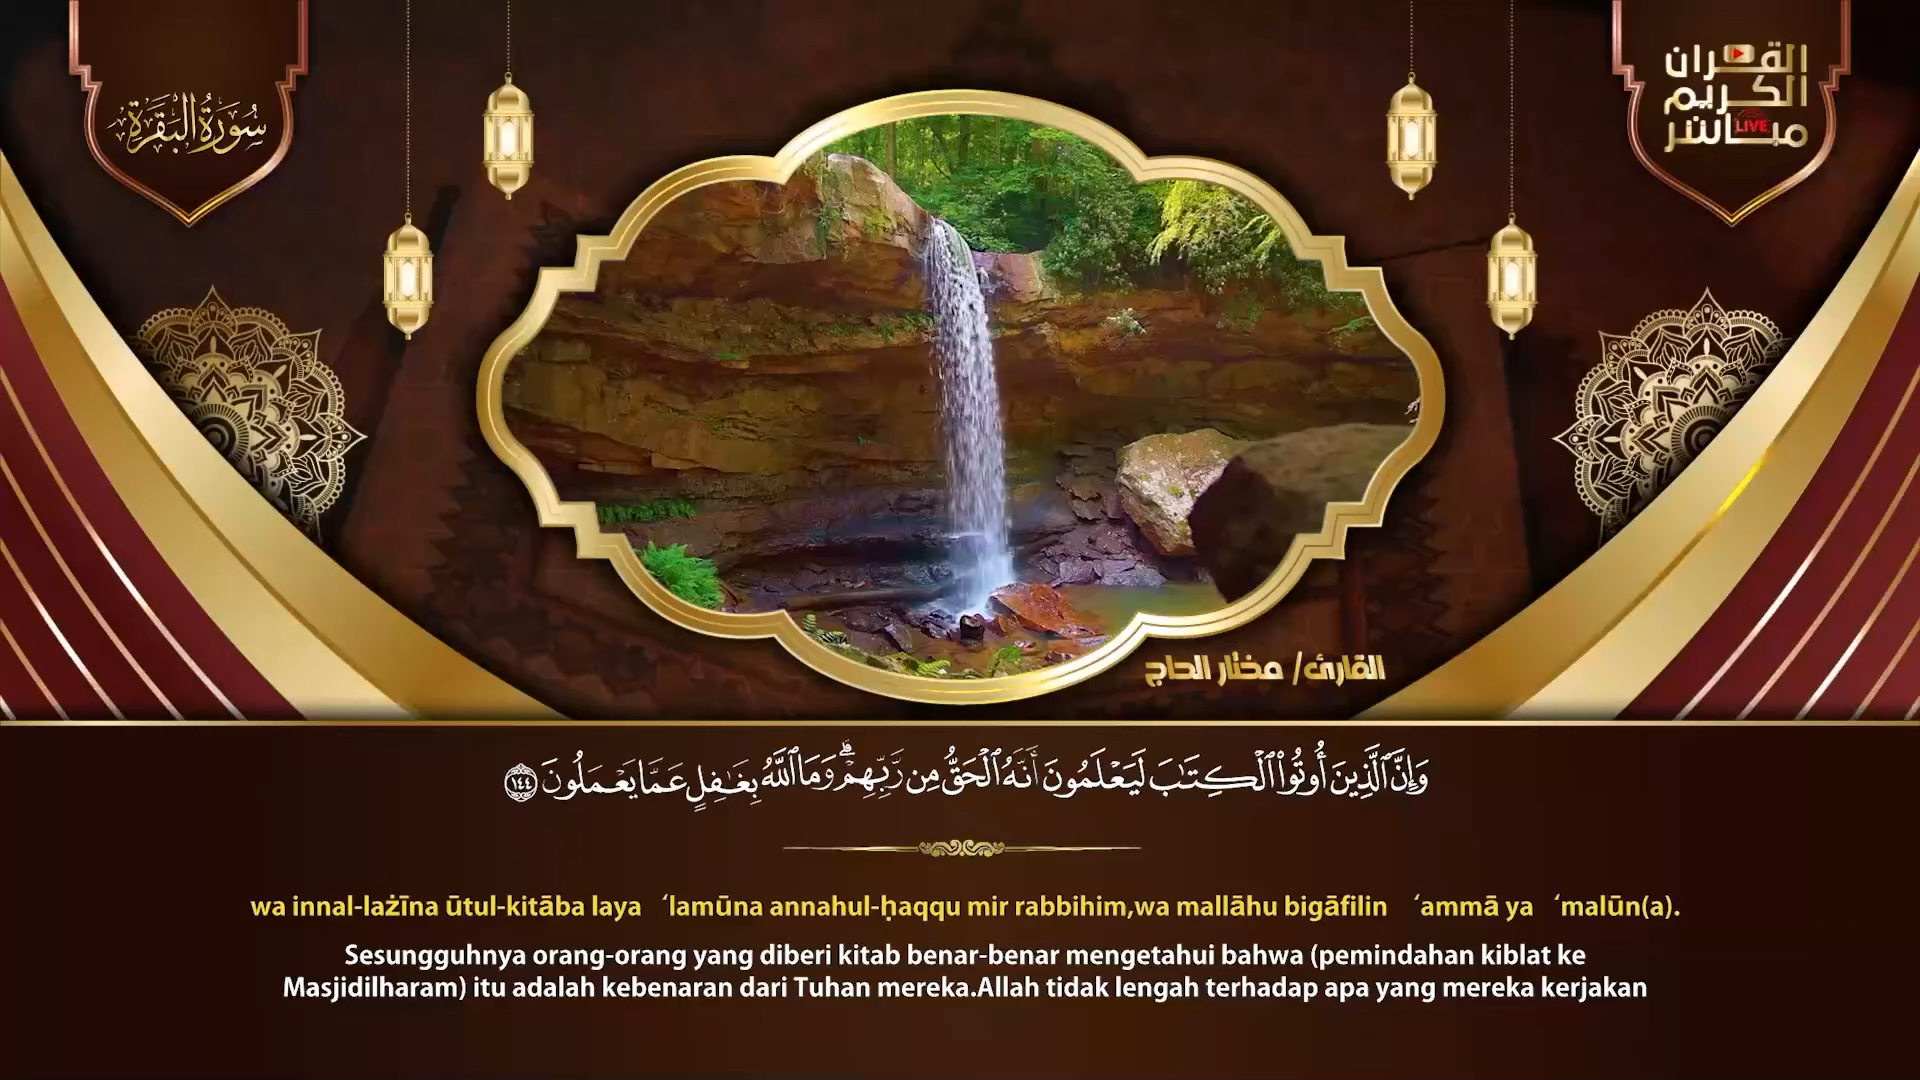 سُورَةُ البَقَرَةِ
القرآن
الكريم
مباشر
LIVE
القارئ/ مختار الحاج
وَإِنَّ ٱلَّذِينَ أُوتُوا۟ ٱلْكِتَٰبَ لَيَعْلَمُونَ أَنَّهُ ٱلْحَقُّ مِن رَّبِّهِمْ ۗ وَمَا ٱللَّهُ بِغَٰفِلٍ عَمَّا يَعْمَلُونَ ١٤٤
wa innal-lażīna ūtul-kitāba laya ‘lamūna annahul-ḥaqqu mir rabbihim,wa mallāhu bigāfilin ‘ammā ya ‘malūn(a).
Sesungguhnya orang-orang yang diberi kitab benar-benar mengetahui bahwa (pemindahan kiblat ke
Masjidilharam) itu adalah kebenaran dari Tuhan mereka.Allah tidak lengah terhadap apa yang mereka kerjakan